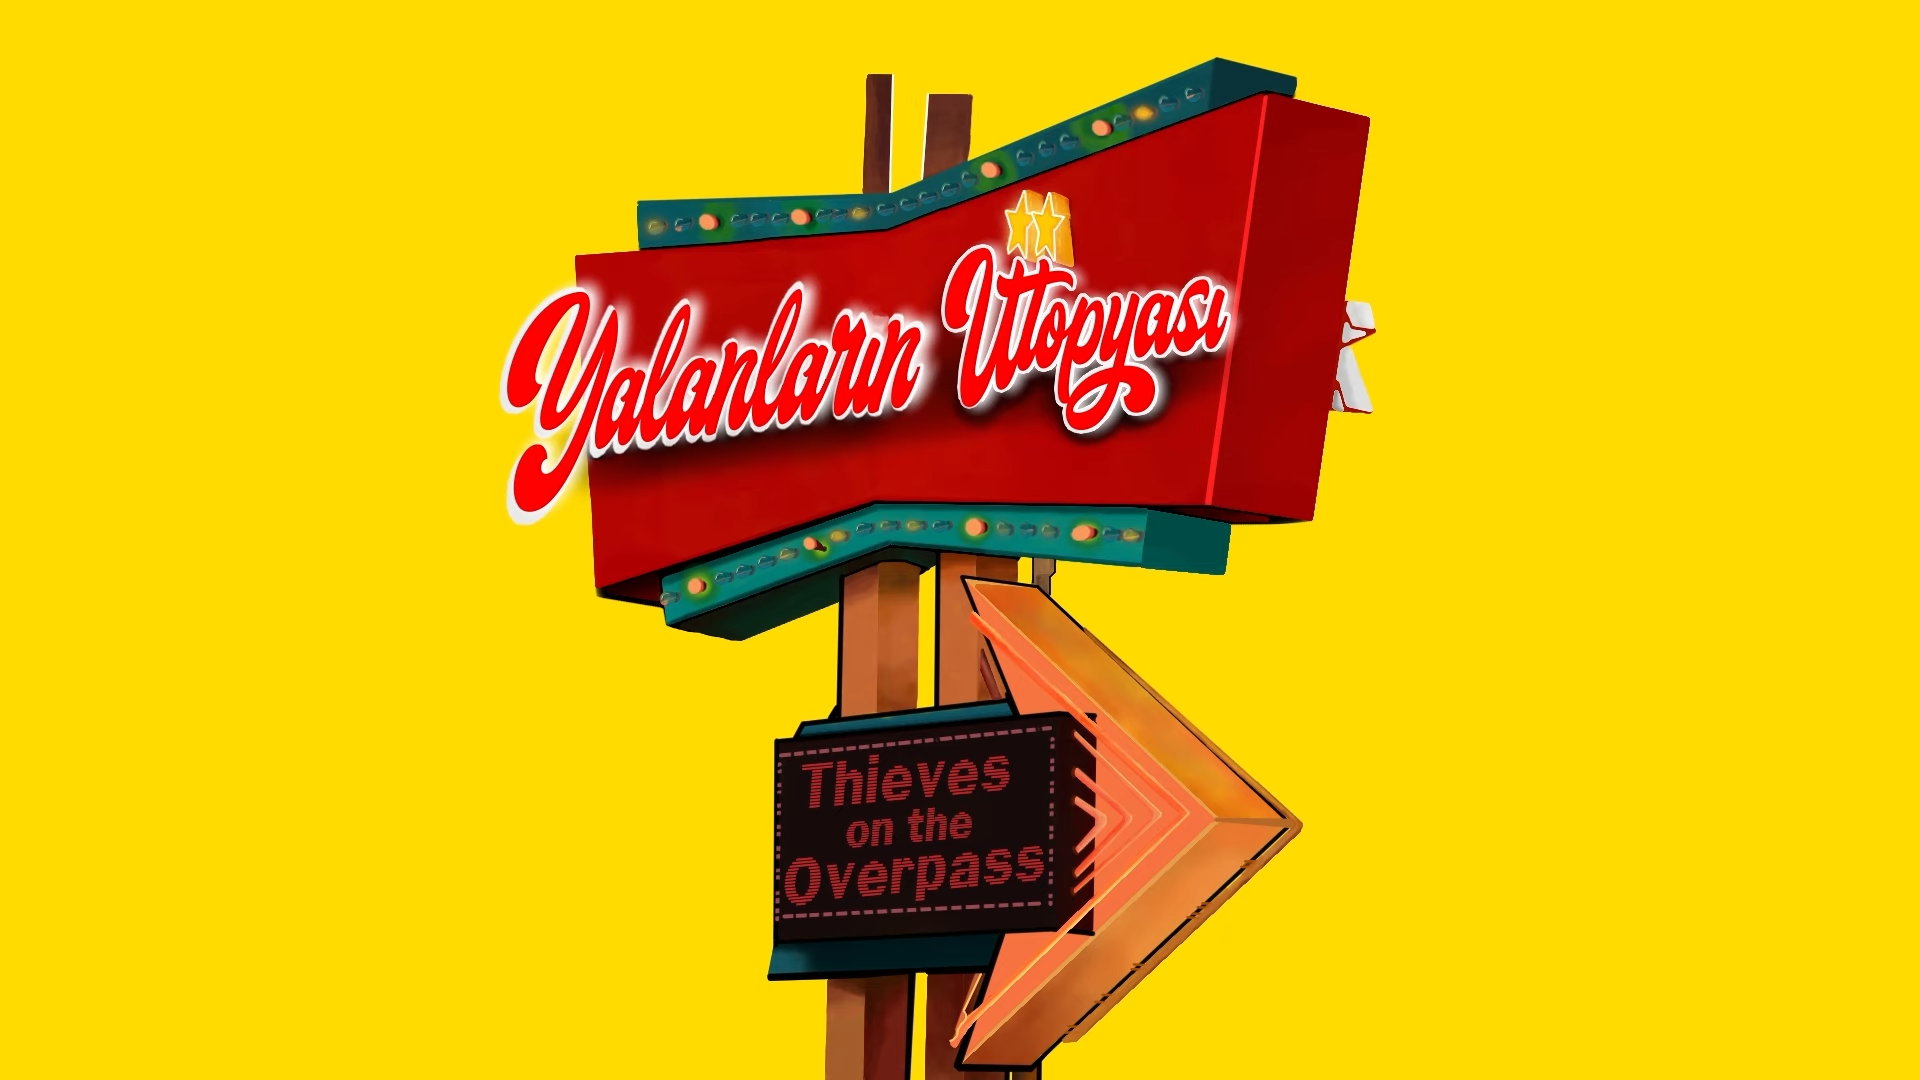 Yalanların Ütopyası
Thieves
on the
Overpass